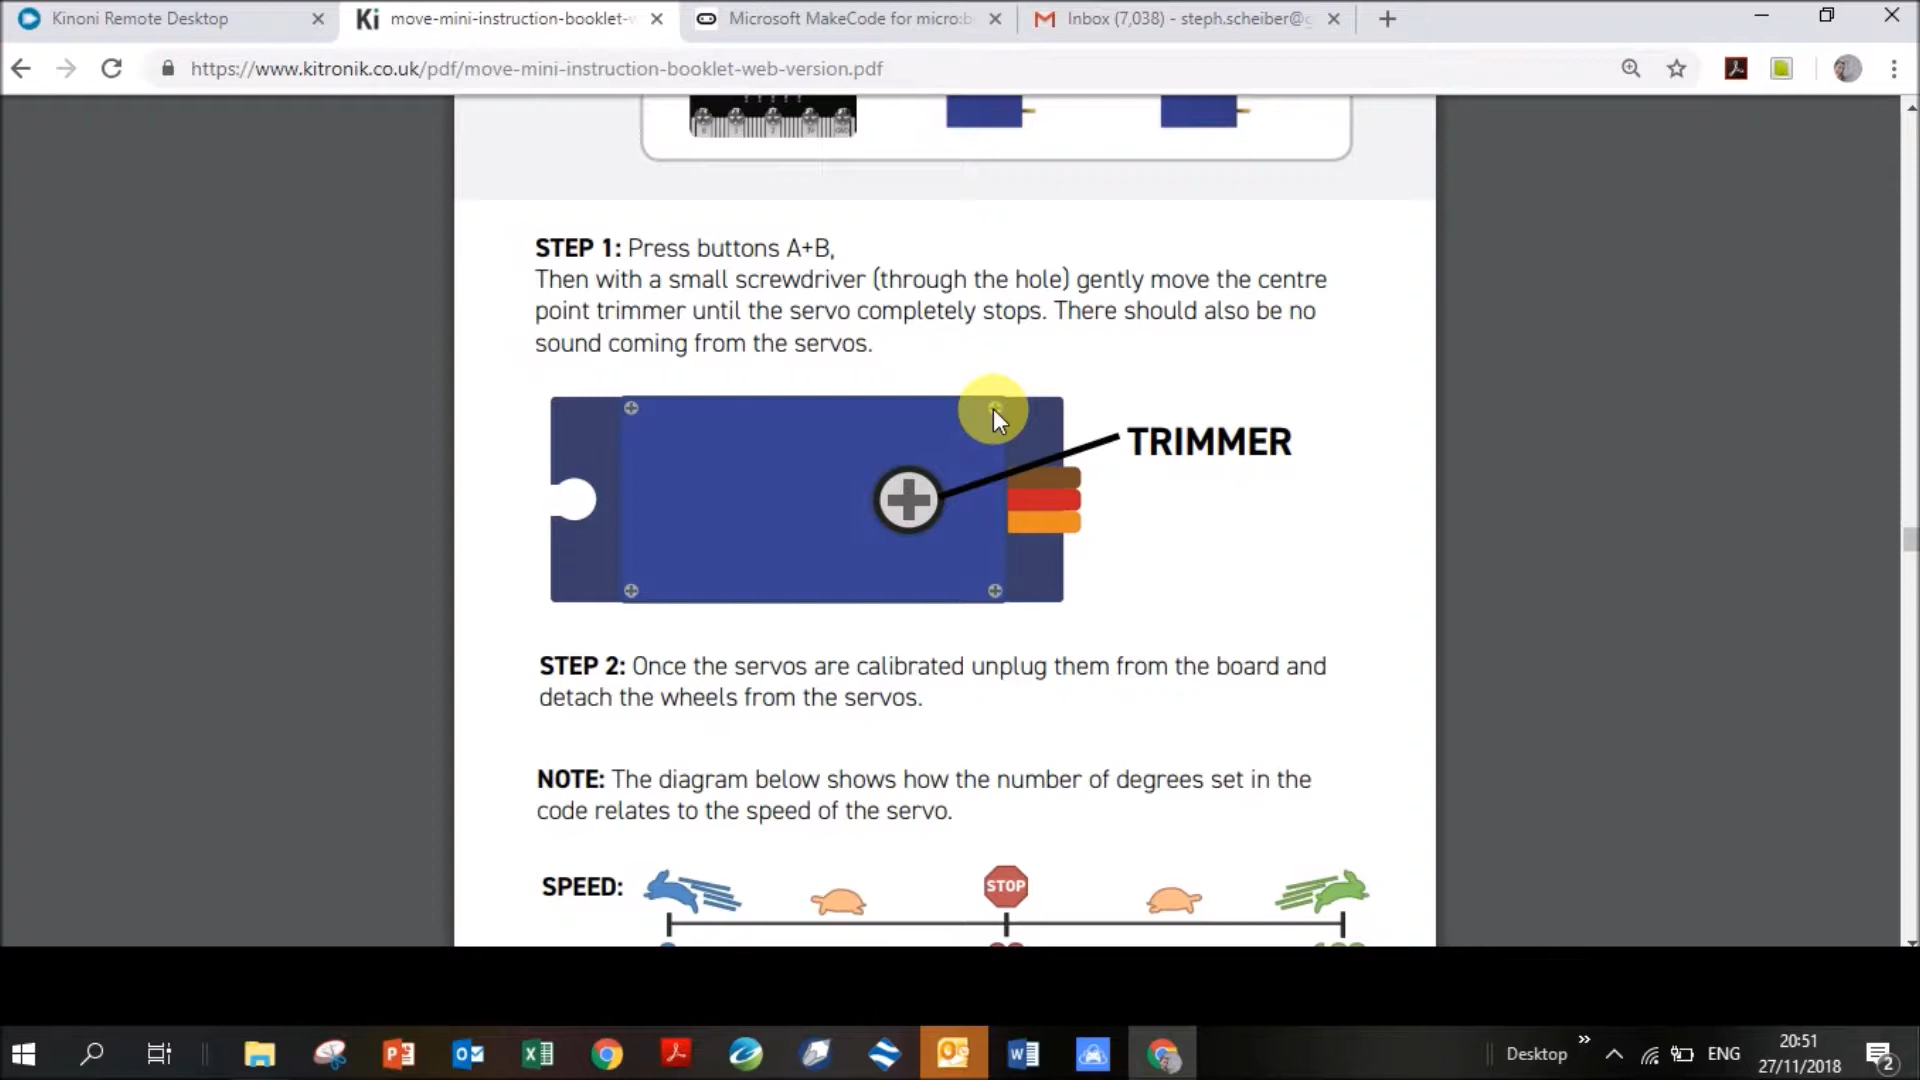 Kinoni Remote Desktop
Ki move-mini-instruction-booklet-w
Microsoft MakeCode for micro:b
Inbox (7,038) - steph.scheiber@g
https://www.kitronik.co.uk/pdf/move-mini-instruction-booklet-web-version.pdf
STEP 1: Press buttons A+B,
Then with a small screwdriver (through the hole) gently move the centre
point trimmer until the servo completely stops. There should also be no
sound coming from the servos.
TRIMMER
STEP 2: Once the servos are calibrated unplug them from the board and
detach the wheels from the servos.
NOTE: The diagram below shows how the number of degrees set in the
code relates to the speed of the servo.
SPEED:
STOP
Desktop
ENG
20:51
27/11/2018
2